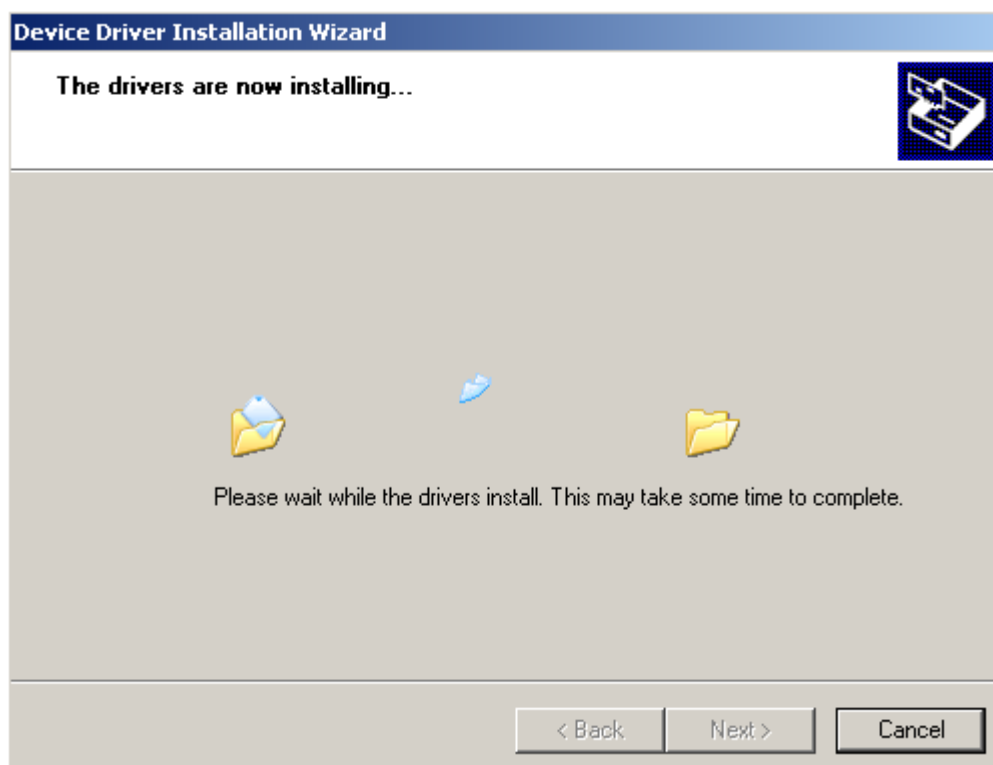 Device Driver Installation Wizard
The drivers are now installing...
Please wait while the drivers install. This may take some time to complete.
< Back
Next >
Cancel